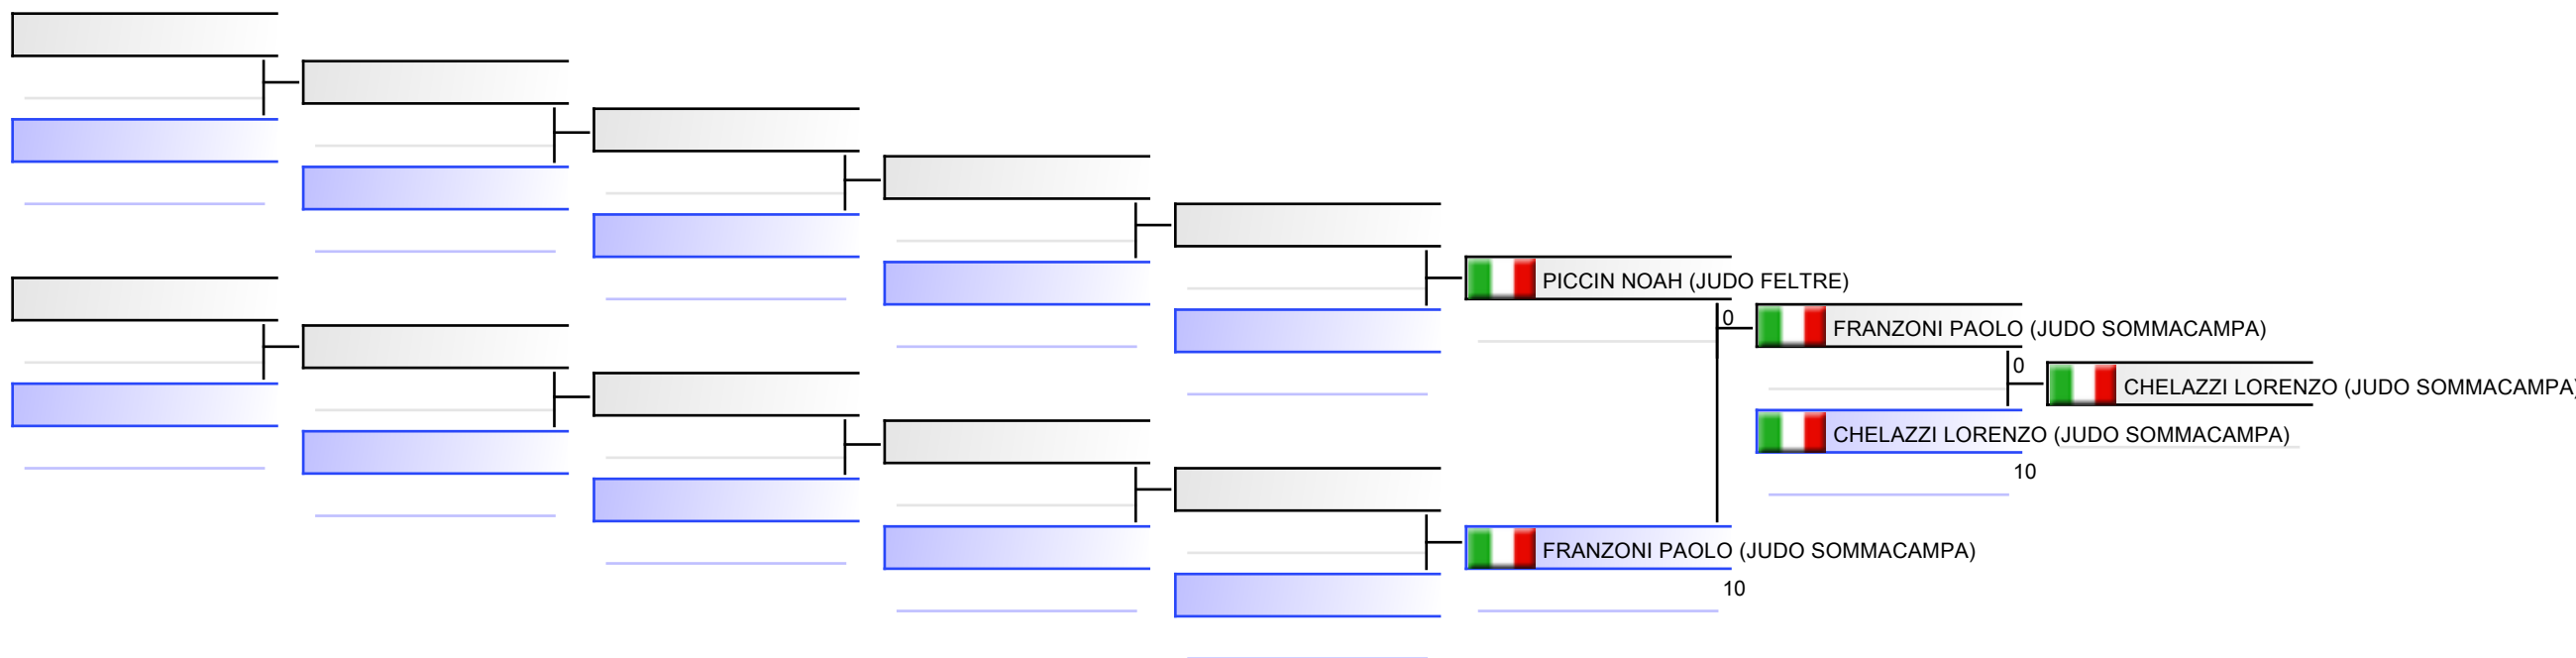 PICCIN NOAH (JUDO FELTRE)
0
FRANZONI PAOLO (JUDO SOMMACAMPA)
0
CHELAZZI LORENZO (JUDO SOMMACAMPA)
CHELAZZI LORENZO (JUDO SOMMACAMPA)
10
FRANZONI PAOLO (JUDO SOMMACAMPA)
10